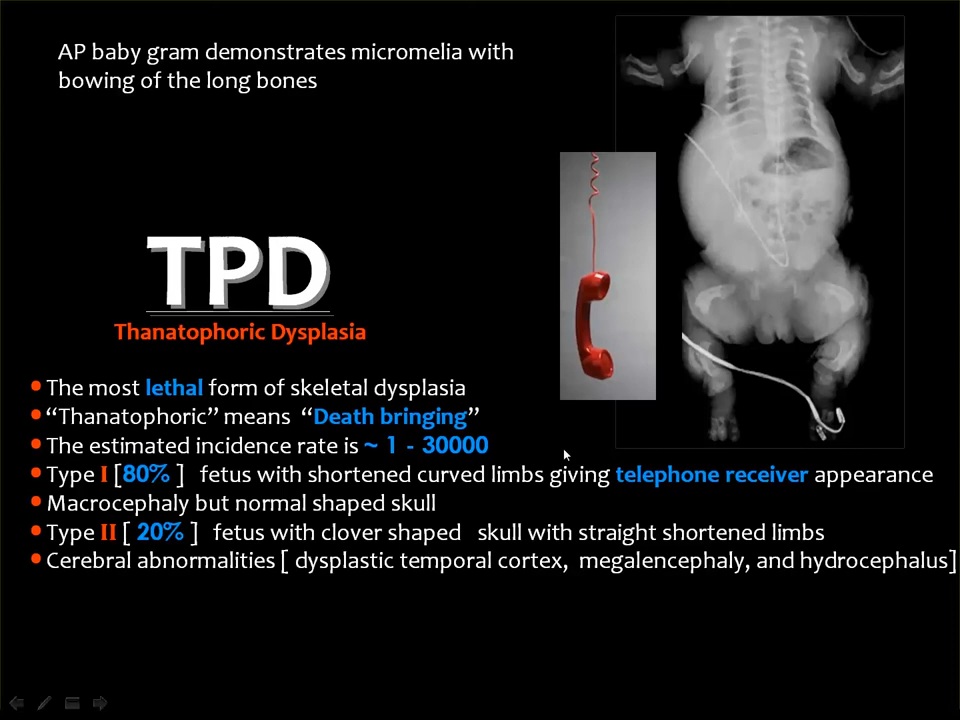 AP baby gram demonstrates micromelia with
bowing of the long bones
TPD
Thanatophoric Dysplasia
• The most lethal form of skeletal dysplasia
• “Thanatophoric” means “Death bringing”
• The estimated incidence rate is ~ 1 - 30000
• Type I [80% ] fetus with shortened curved limbs giving telephone receiver appearance
• Macrocephaly but normal shaped skull
• Type II [ 20% ] fetus with clover shaped skull with straight shortened limbs
• Cerebral abnormalities [ dysplastic temporal cortex, megalencephaly, and hydrocephalus]